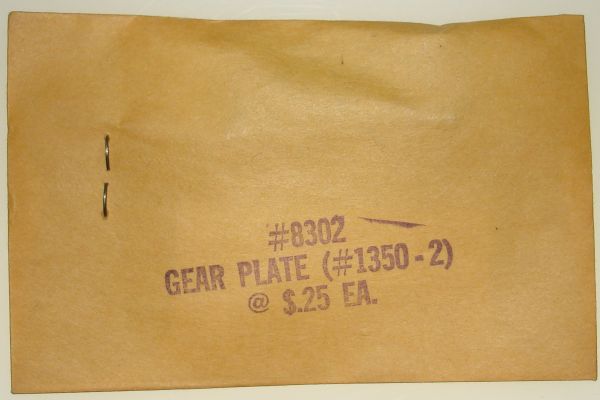 #8302
GEAR PLATE (#1350-2)
@ $.25 EA.